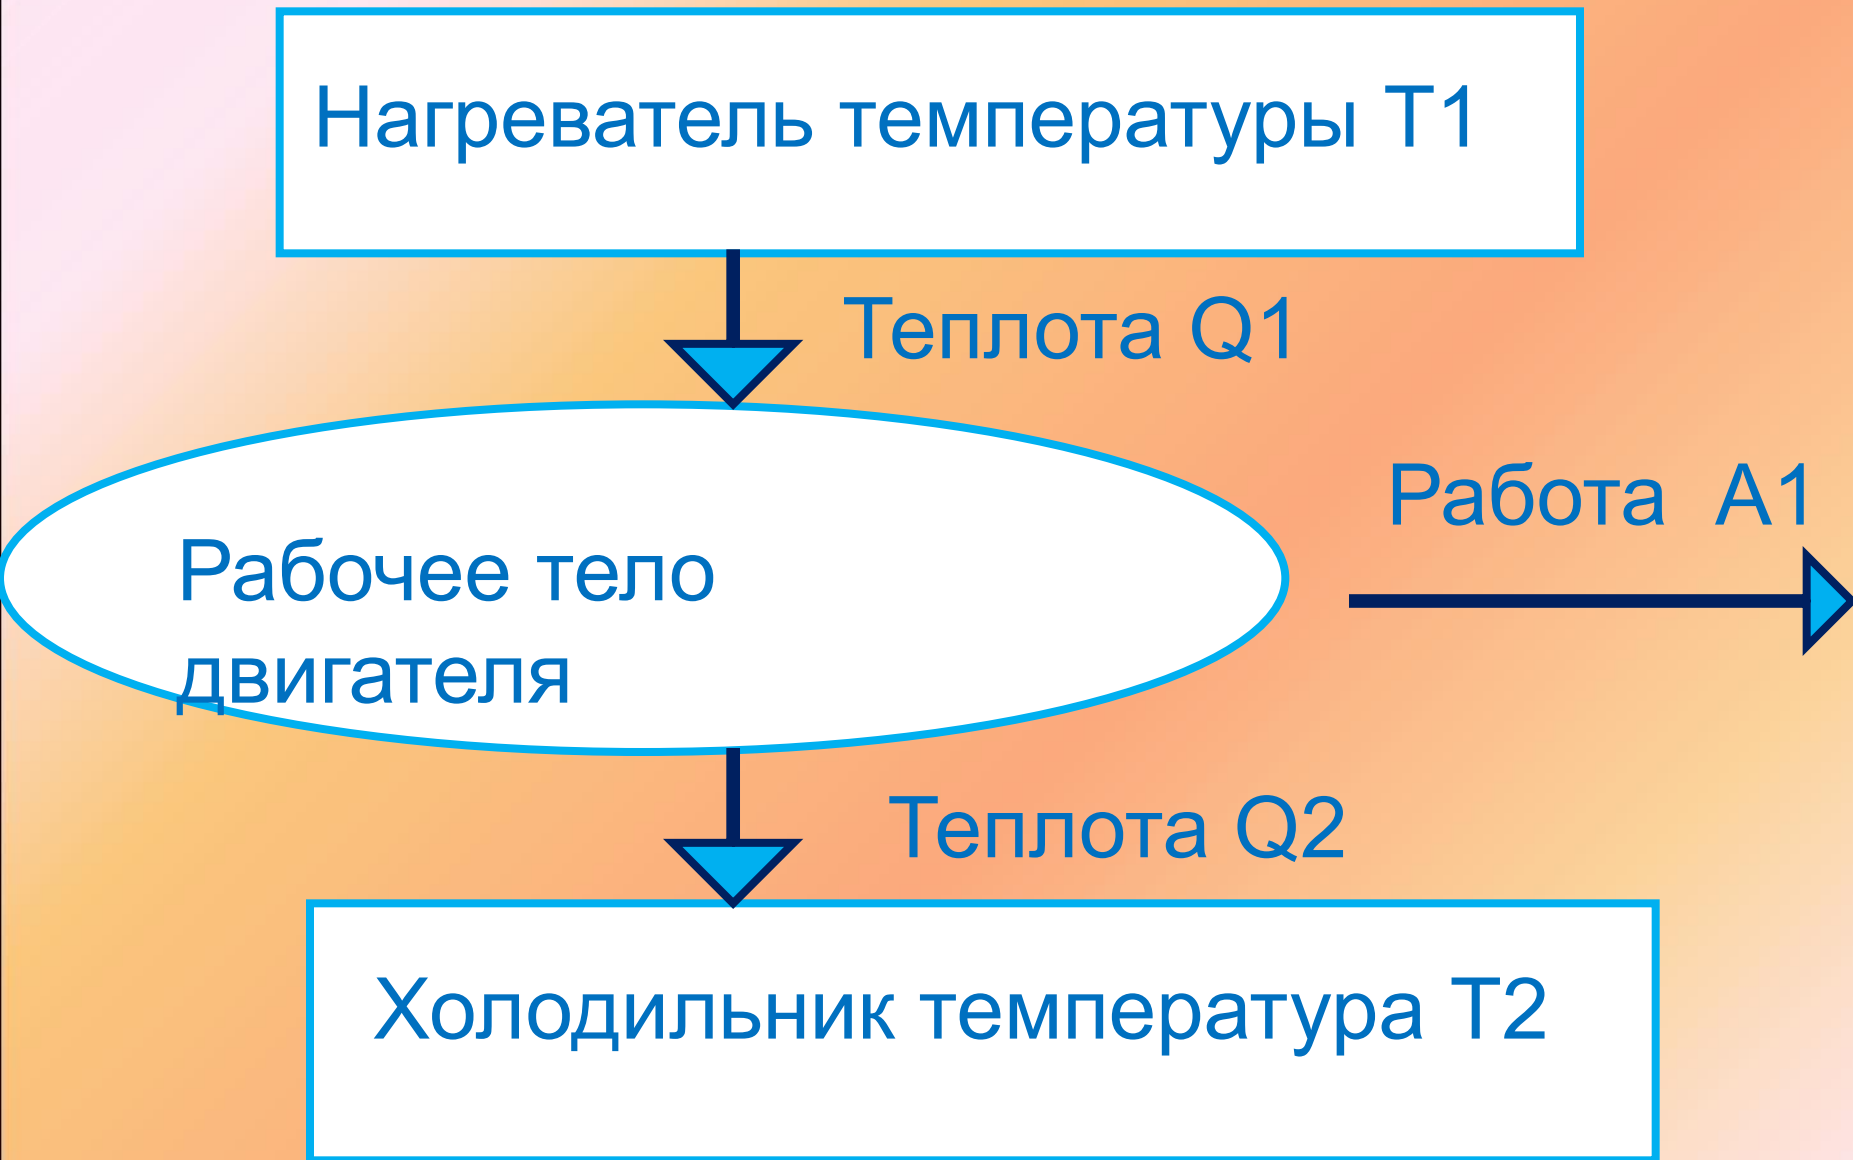 Нагреватель температуры Т1
Теплота Q1
Работа А1
Рабочее тело
двигателя
Теплота Q2
Холодильник температура Т2